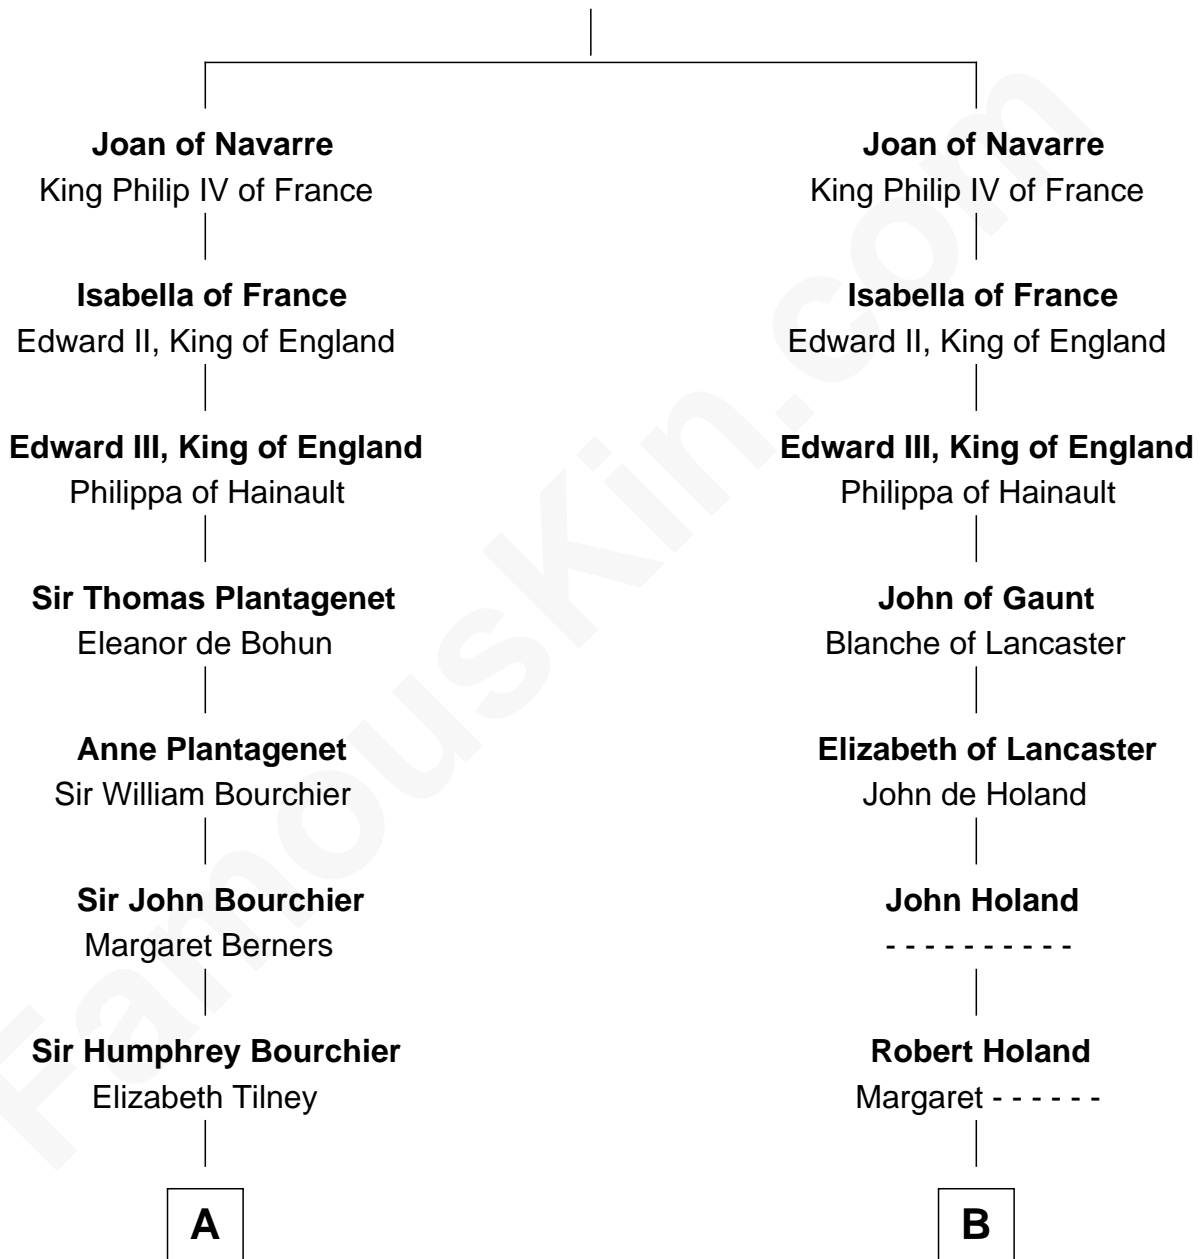 Joan of Navarre
King Philip IV of France
Isabella of France
Edward II, King of England
Edward III, King of England
Philippa of Hainault
Sir Thomas Plantagenet
Eleanor de Bohun
Anne Plantagenet
Sir William Bourchier
Sir John Bourchier
Margaret Berners
Sir Humphrey Bourchier
Elizabeth Tilney
A
Joan of Navarre
King Philip IV of France
Isabella of France
Edward II, King of England
Edward III, King of England
Philippa of Hainault
John of Gaunt
Blanche of Lancaster
Elizabeth of Lancaster
John de Holand
John Holand
- - - - - - - - - -
Robert Holand
Margaret - - - - - -
B
FamousKin.com